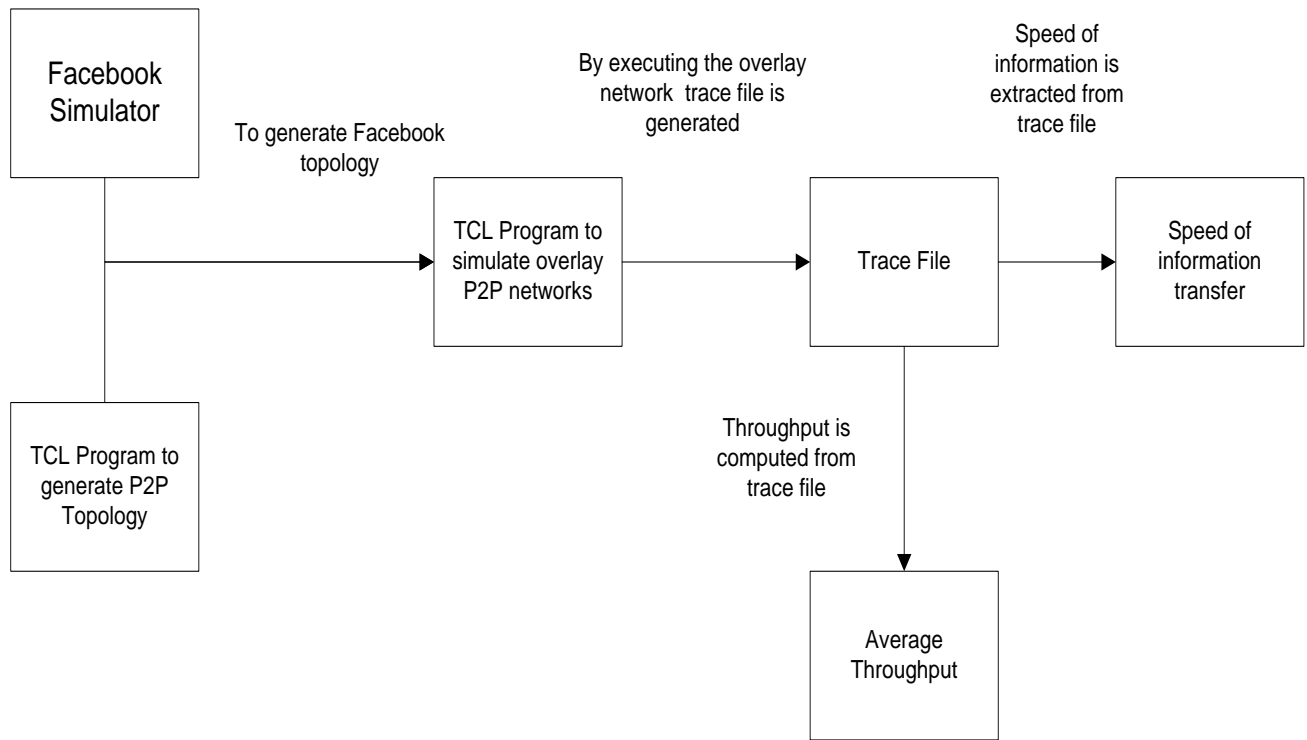 Facebook
Simulator
To generate Facebook
topology
By executing the overlay
network trace file is
generated
Speed of
information is
extracted from
trace file
TCL Program to
simulate overlay
P2P networks
Trace File
Speed of
information
transfer
TCL Program to
generate P2P
Topology
Throughput is
computed from
trace file
Average
Throughput